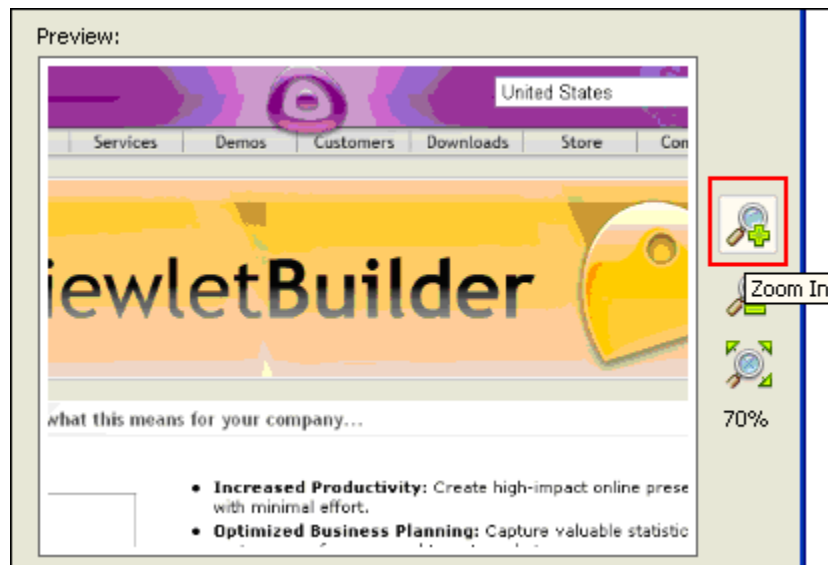 Preview:
United States
Services Demos Customers Downloads Store Con
iewletBuilder
Zoom In
70%
what this means for your company...
• Increased Productivity: Create high-impact online prese
with minimal effort.
• Optimized Business Planning: Capture valuable statistic